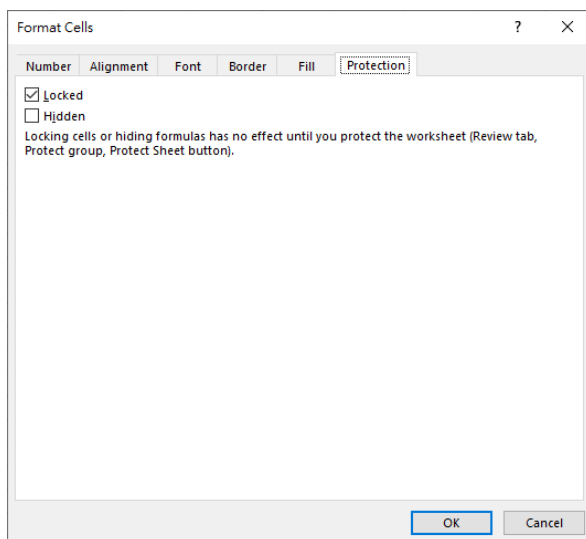 Format Cells ? ×
Number Alignment Font Border Fill Protection
Locked
Hidden
Locking cells or hiding formulas has no effect until you protect the worksheet (Review tab,
Protect group, Protect Sheet button).
OK Cancel